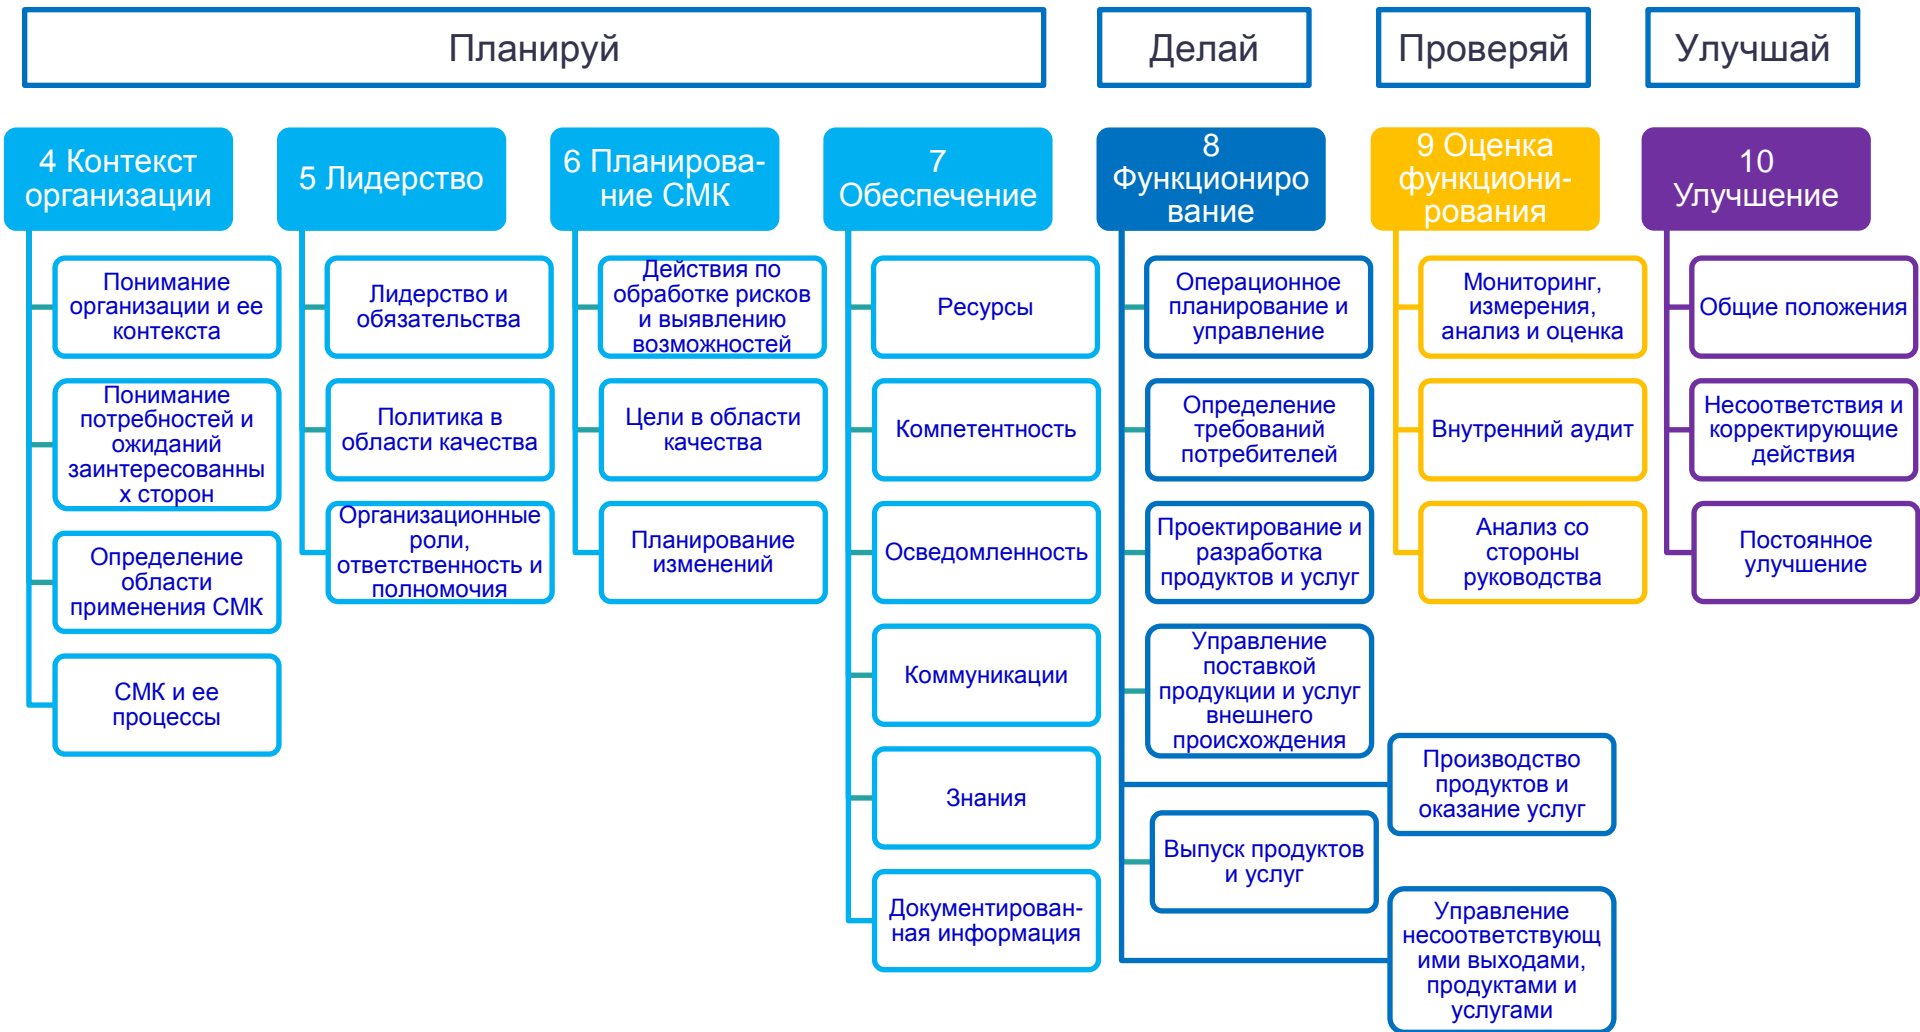 Планируй
Делай
Проверяй
Улучшай
4 Контекст
организации
5 Лидерство
6 Планирова-
ние СМК
7
Обеспечение
8
Функциониро
вание
9 Оценка
функциони-
рования
10
Улучшение
Понимание
организации и ее
контекста
Понимание
потребностей и
ожиданий
заинтересованны
х сторон
Определение
области
применения СМК
СМК и ее
процессы
Лидерство и
обязательства
Политика в
области качества
Организационные
роли,
ответственность и
полномочия
Действия по
обработке рисков
и выявлению
возможностей
Цели в области
качества
Планирование
изменений
Ресурсы
Компетентность
Осведомленность
Коммуникации
Знания
Документирован-
ная информация
Операционное
планирование и
управление
Определение
требований
потребителей
Проектирование и
разработка
продуктов и услуг
Управление
поставкой
продукции и услуг
внешнего
происхождения
Производство
продуктов и
оказание услуг
Выпуск продуктов
и услуг
Управление
несоответствующ
ими выходами,
продуктами и
услугами
Мониторинг,
измерения,
анализ и оценка
Внутренний аудит
Анализ со
стороны
руководства
Общие положения
Несоответствия и
корректирующие
действия
Постоянное
улучшение